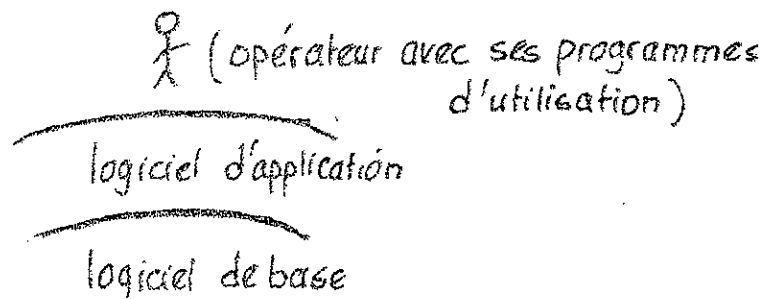 (opérateur avec ses programmes
d'utilisation)
logiciel d'application
logiciel de base